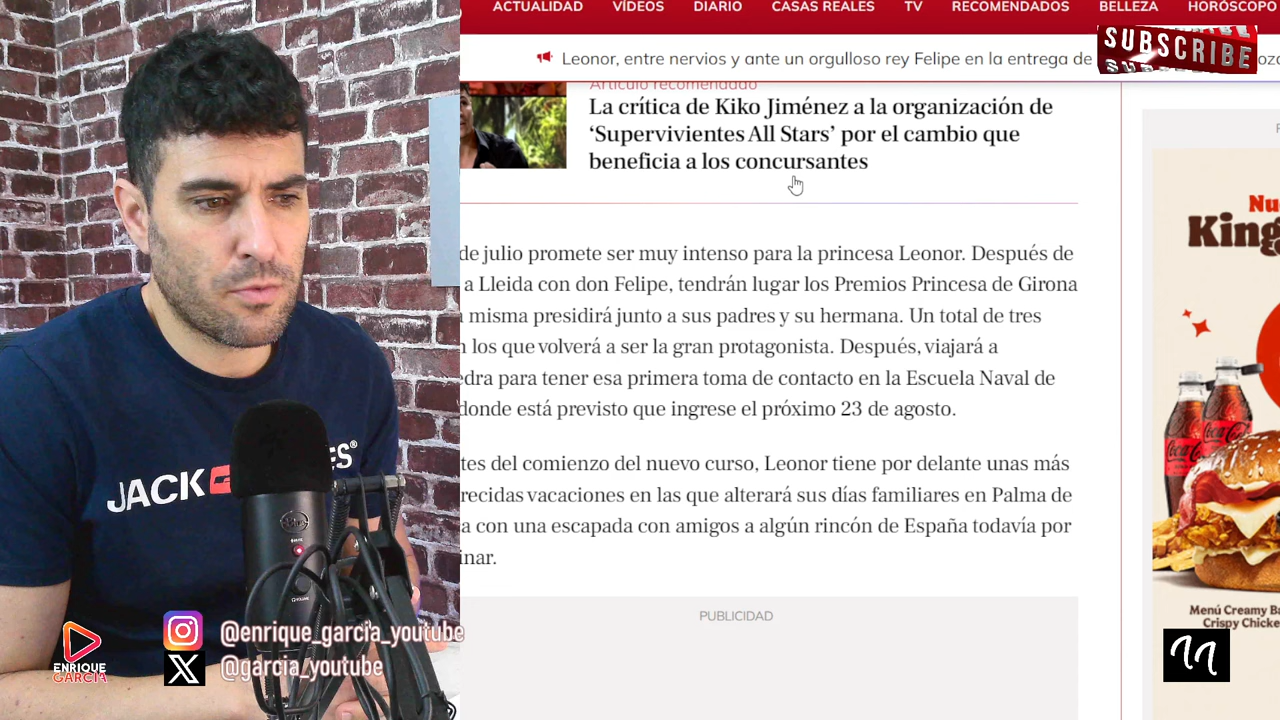 ACTUALIDAD VÍDEOS DIARIO CASAS REALES TV RECOMENDADOS BELLEZA HORÓSCOPO
Leonor, entre nervios y ante un orgulloso rey Felipe en la entrega de
SUBSCRIBE
Artículo recomendado
La crítica de Kiko Jiménez a la organización de
‘Supervivientes All Stars’ por el cambio que
beneficia a los concursantes
de julio promete ser muy intenso para la princesa Leonor. Después de
a Lleida con don Felipe, tendrán lugar los Premios Princesa de Girona
misma presidirá junto a sus padres y su hermana. Un total de tres
n los que volverá a ser la gran protagonista. Después, viajará a
edra para tener esa primera toma de contacto en la Escuela Naval de
donde está previsto que ingrese el próximo 23 de agosto.
tes del comienzo del nuevo curso, Leonor tiene por delante unas más
recidas vacaciones en las que alterará sus días familiares en Palma de
a con una escapada con amigos a algún rincón de España todavía por
inar.
PUBLICIDAD
Nu
King
Coca-Cola
Coca-Cola
Menú Creamy Ba
Crispy Chicke
JACK
ES®
@enrique_garcia_youtube
@garcia_youtube
ENRIQUE
GARCIA